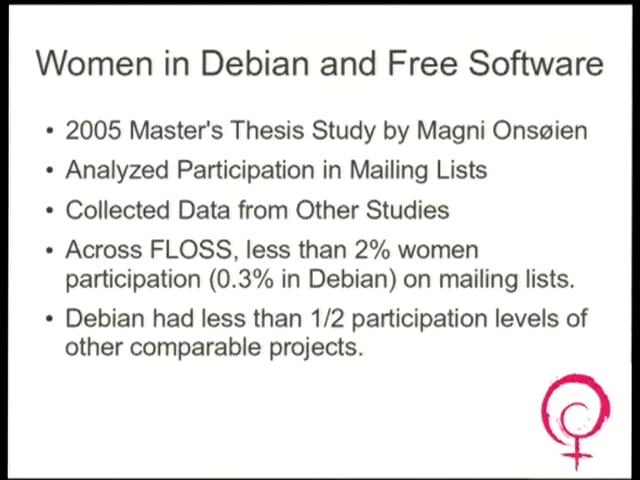 Women in Debian and Free Software
• 2005 Master's Thesis Study by Magni Onsøien
• Analyzed Participation in Mailing Lists
• Collected Data from Other Studies
• Across FLOSS, less than 2% women
participation (0.3% in Debian) on mailing lists.
• Debian had less than 1/2 participation levels of
other comparable projects.